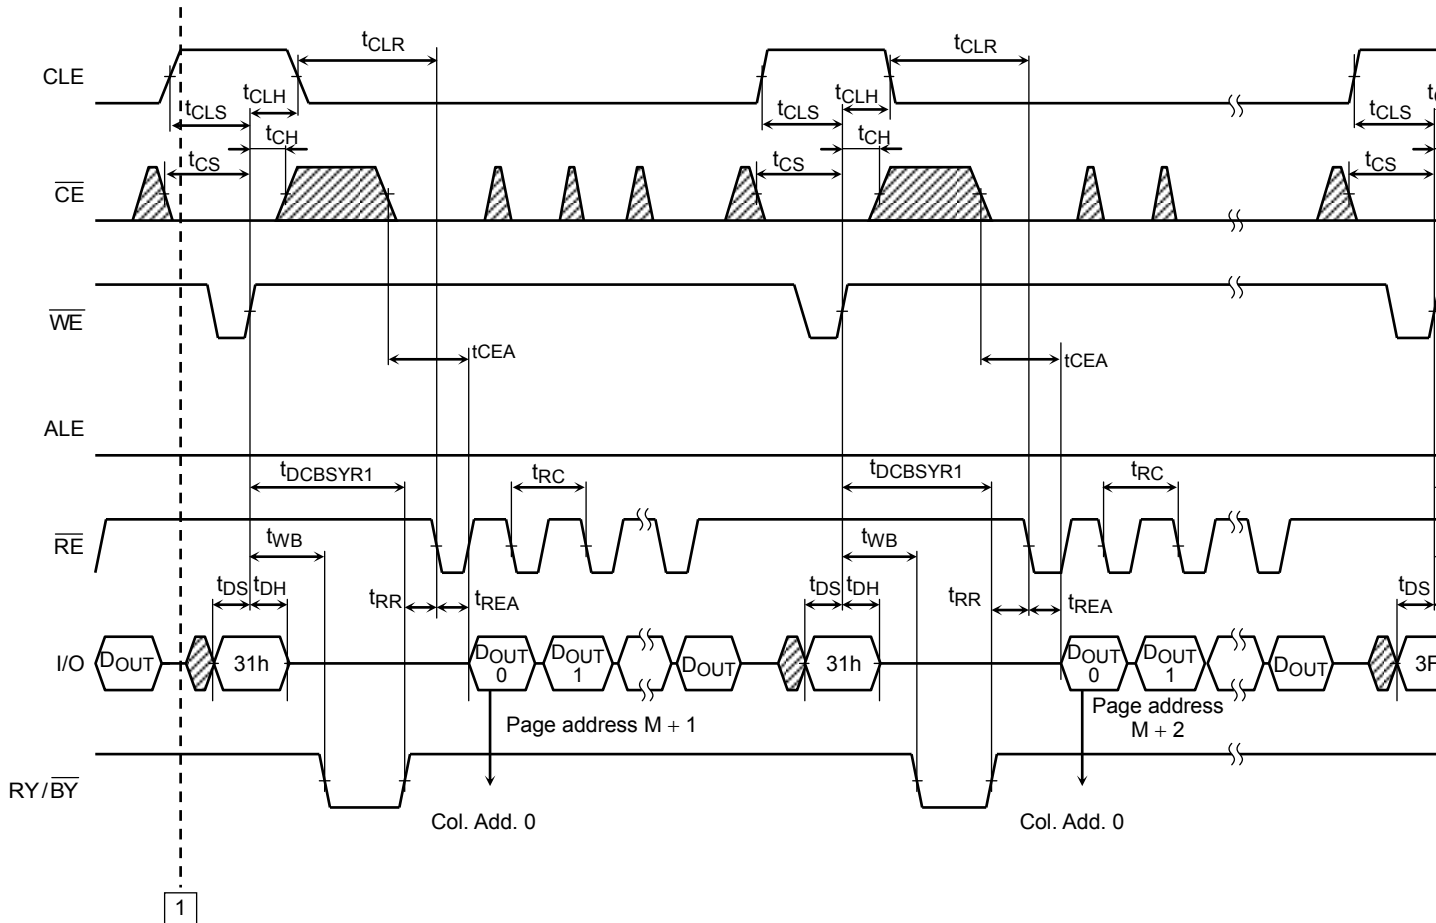 tCLR tCLR
CLE
tCLH tCLH
tCLS tCLS tCLS
tCH tCH
tCS tCS tCS
CE
WE
tCEA tCEA
ALE
tDCBSYR1 tRC tDCBSYR1 tRC
RE
tWB tWB
tDS tDH tDS tDH tDS
tRR tREA tRR tREA
I/O DOUT 31h DOUT 0 DOUT 1 DOUT 31h DOUT 0 DOUT 1 DOUT 3F
Page address M + 1 Page address
M + 2
RY/BY
Col. Add. 0 Col. Add. 0
1